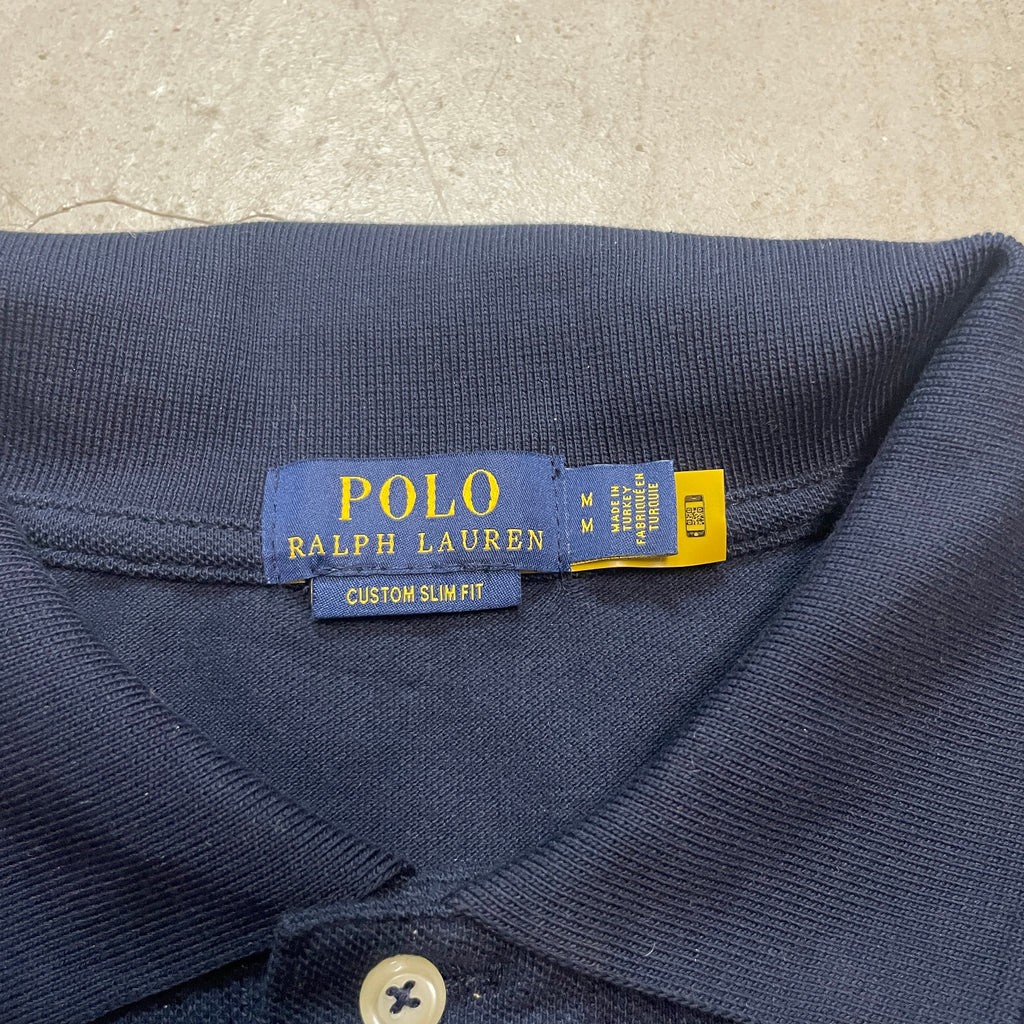 POLO
RALPH LAUREN
CUSTOM SLIM FIT
M
M
MADE IN
TURKEY
FABRIQUÉ EN
TURQUIE